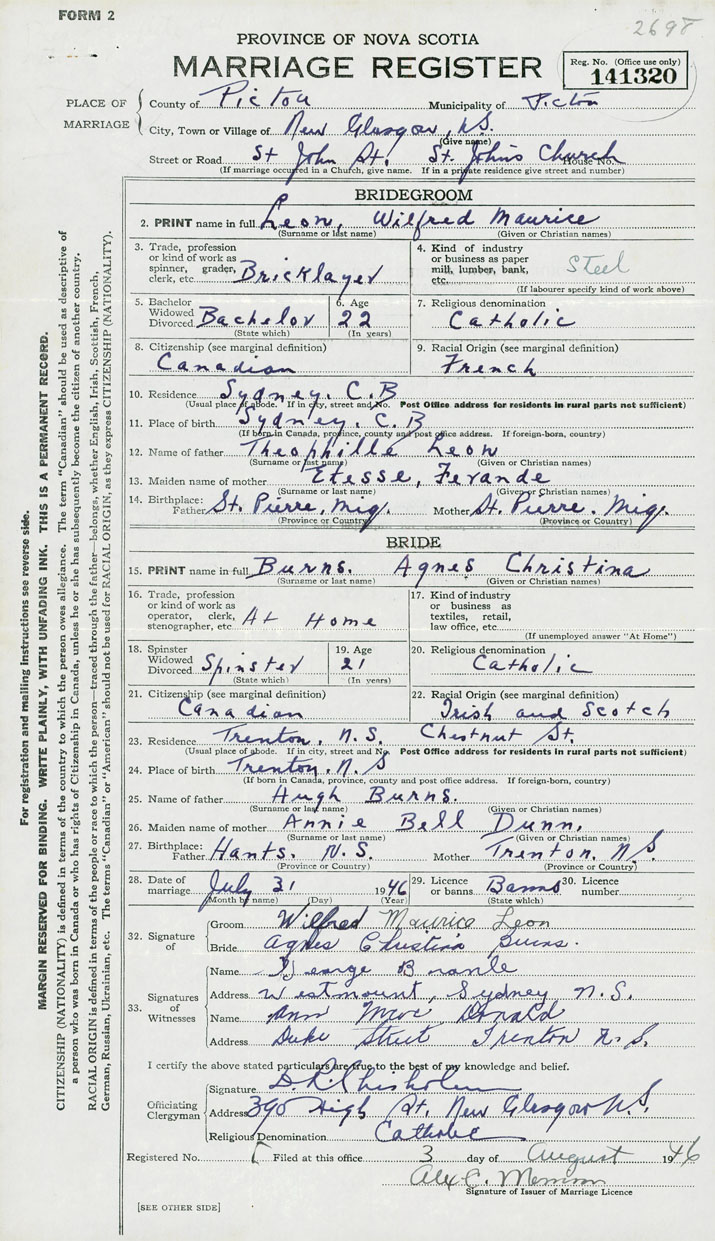 FORM 2
2698
PROVINCE OF NOVA SCOTIA
MARRIAGE REGISTER
Reg. No. (Office use only)
141320
PLACE OF MARRIAGE
County of Pictou Municipality of Pictou
City, Town or Village of New Glasgow, N.S.
(Give name)
Street or Road St John St. St. John's Church House No.
(If marriage occurred in a Church, give name. If in a private residence give street and number)
BRIDEGROOM
2. PRINT name in full Leon, Wilfred Maurice
(Surname or last name) (Given or Christian names)
3. Trade, profession or kind of work as spinner, grader, clerk, etc. Bricklayer
4. Kind of industry or business as paper mill, lumber, bank, etc. Steel
(If labourer specify kind of work above)
5. Bachelor Widowed Divorced Bachelor
(State which)
6. Age 22
(In years)
7. Religious denomination
Catholic
8. Citizenship (see marginal definition)
Canadian
9. Racial Origin (see marginal definition)
French
10. Residence Sydney. C.B
(Usual place of abode. If in city, street and No. Post Office address for residents in rural parts not sufficient)
11. Place of birth Sydney. C.B
(If born in Canada, province, county and post office address. If foreign-born, country)
12. Name of father Theophille Leon
(Surname or last name) (Given or Christian names)
13. Maiden name of mother Etesse, Ferande
(Surname or last name) (Given or Christian names)
14. Birthplace: Father St. Pierre, Miq. Mother St. Pierre. Miq.
(Province or Country) (Province or Country)
BRIDE
15. PRINT name in full Burns. Agnes Christina
(Surname or last name) (Given or Christian names)
16. Trade, profession or kind of work as operator, clerk, stenographer, etc. At Home
17. Kind of industry or business as textiles, retail, law office, etc.
(If unemployed answer "At Home")
18. Spinster Widowed Divorced Spinster
(State which)
19. Age 21
(In years)
20. Religious denomination
Catholic
21. Citizenship (see marginal definition)
Canadian
22. Racial Origin (see marginal definition)
Irish and Scotch
23. Residence Trenton. N.S. Chestnut St.
(Usual place of abode. If in city, street and No. Post Office address for residents in rural parts not sufficient)
24. Place of birth Trenton. N.S
(If born in Canada, province, county and post office address. If foreign-born, country)
25. Name of father Hugh Burns.
(Surname or last name) (Given or Christian names)
26. Maiden name of mother Annie Bell Dunn.
(Surname or last name) (Given or Christian names)
27. Birthplace: Father Hants. N.S. Mother Trenton. N.S
(Province or Country) (Province or Country)
28. Date of marriage July 31 1946
(Month by name) (Day) (Year)
29. Licence or banns Banns
(State which)
30. Licence number
32. Signature of
Groom Wilfred Maurice Leon
Bride Agnes Christina Burns.
33. Signatures of Witnesses
Name George
Address Westmount, Sydney N.S.
Name Ann Mac Donald
Address Duke Street Trenton N.S.
I certify the above stated particulars are true to the best of my knowledge and belief.
Officiating Clergyman
Signature D. R. Chisholm
Address 390 High St. New Glasgow N.S.
Religious Denomination Catholic
Registered No. Filed at this office 3 day of August 1946
Alex C.
Signature of Issuer of Marriage Licence
[SEE OTHER SIDE]
For registration and mailing instructions see reverse side.
MARGIN RESERVED FOR BINDING. WRITE PLAINLY, WITH UNFADING INK. THIS IS A PERMANENT RECORD.
CITIZENSHIP (NATIONALITY) is defined in terms of the country to which the person owes allegiance. The term "Canadian" should be used as descriptive of
a person who was born in Canada or who has rights of Citizenship in Canada, unless he or she has subsequently become the citizen of another country.
RACIAL ORIGIN is defined in terms of the people or race to which the person—traced through the father—belongs, whether English, Irish, Scottish, French,
German, Russian, Ukrainian, etc. The terms "Canadian" or "American" should not be used for RACIAL ORIGIN, as they express CITIZENSHIP (NATIONALITY).